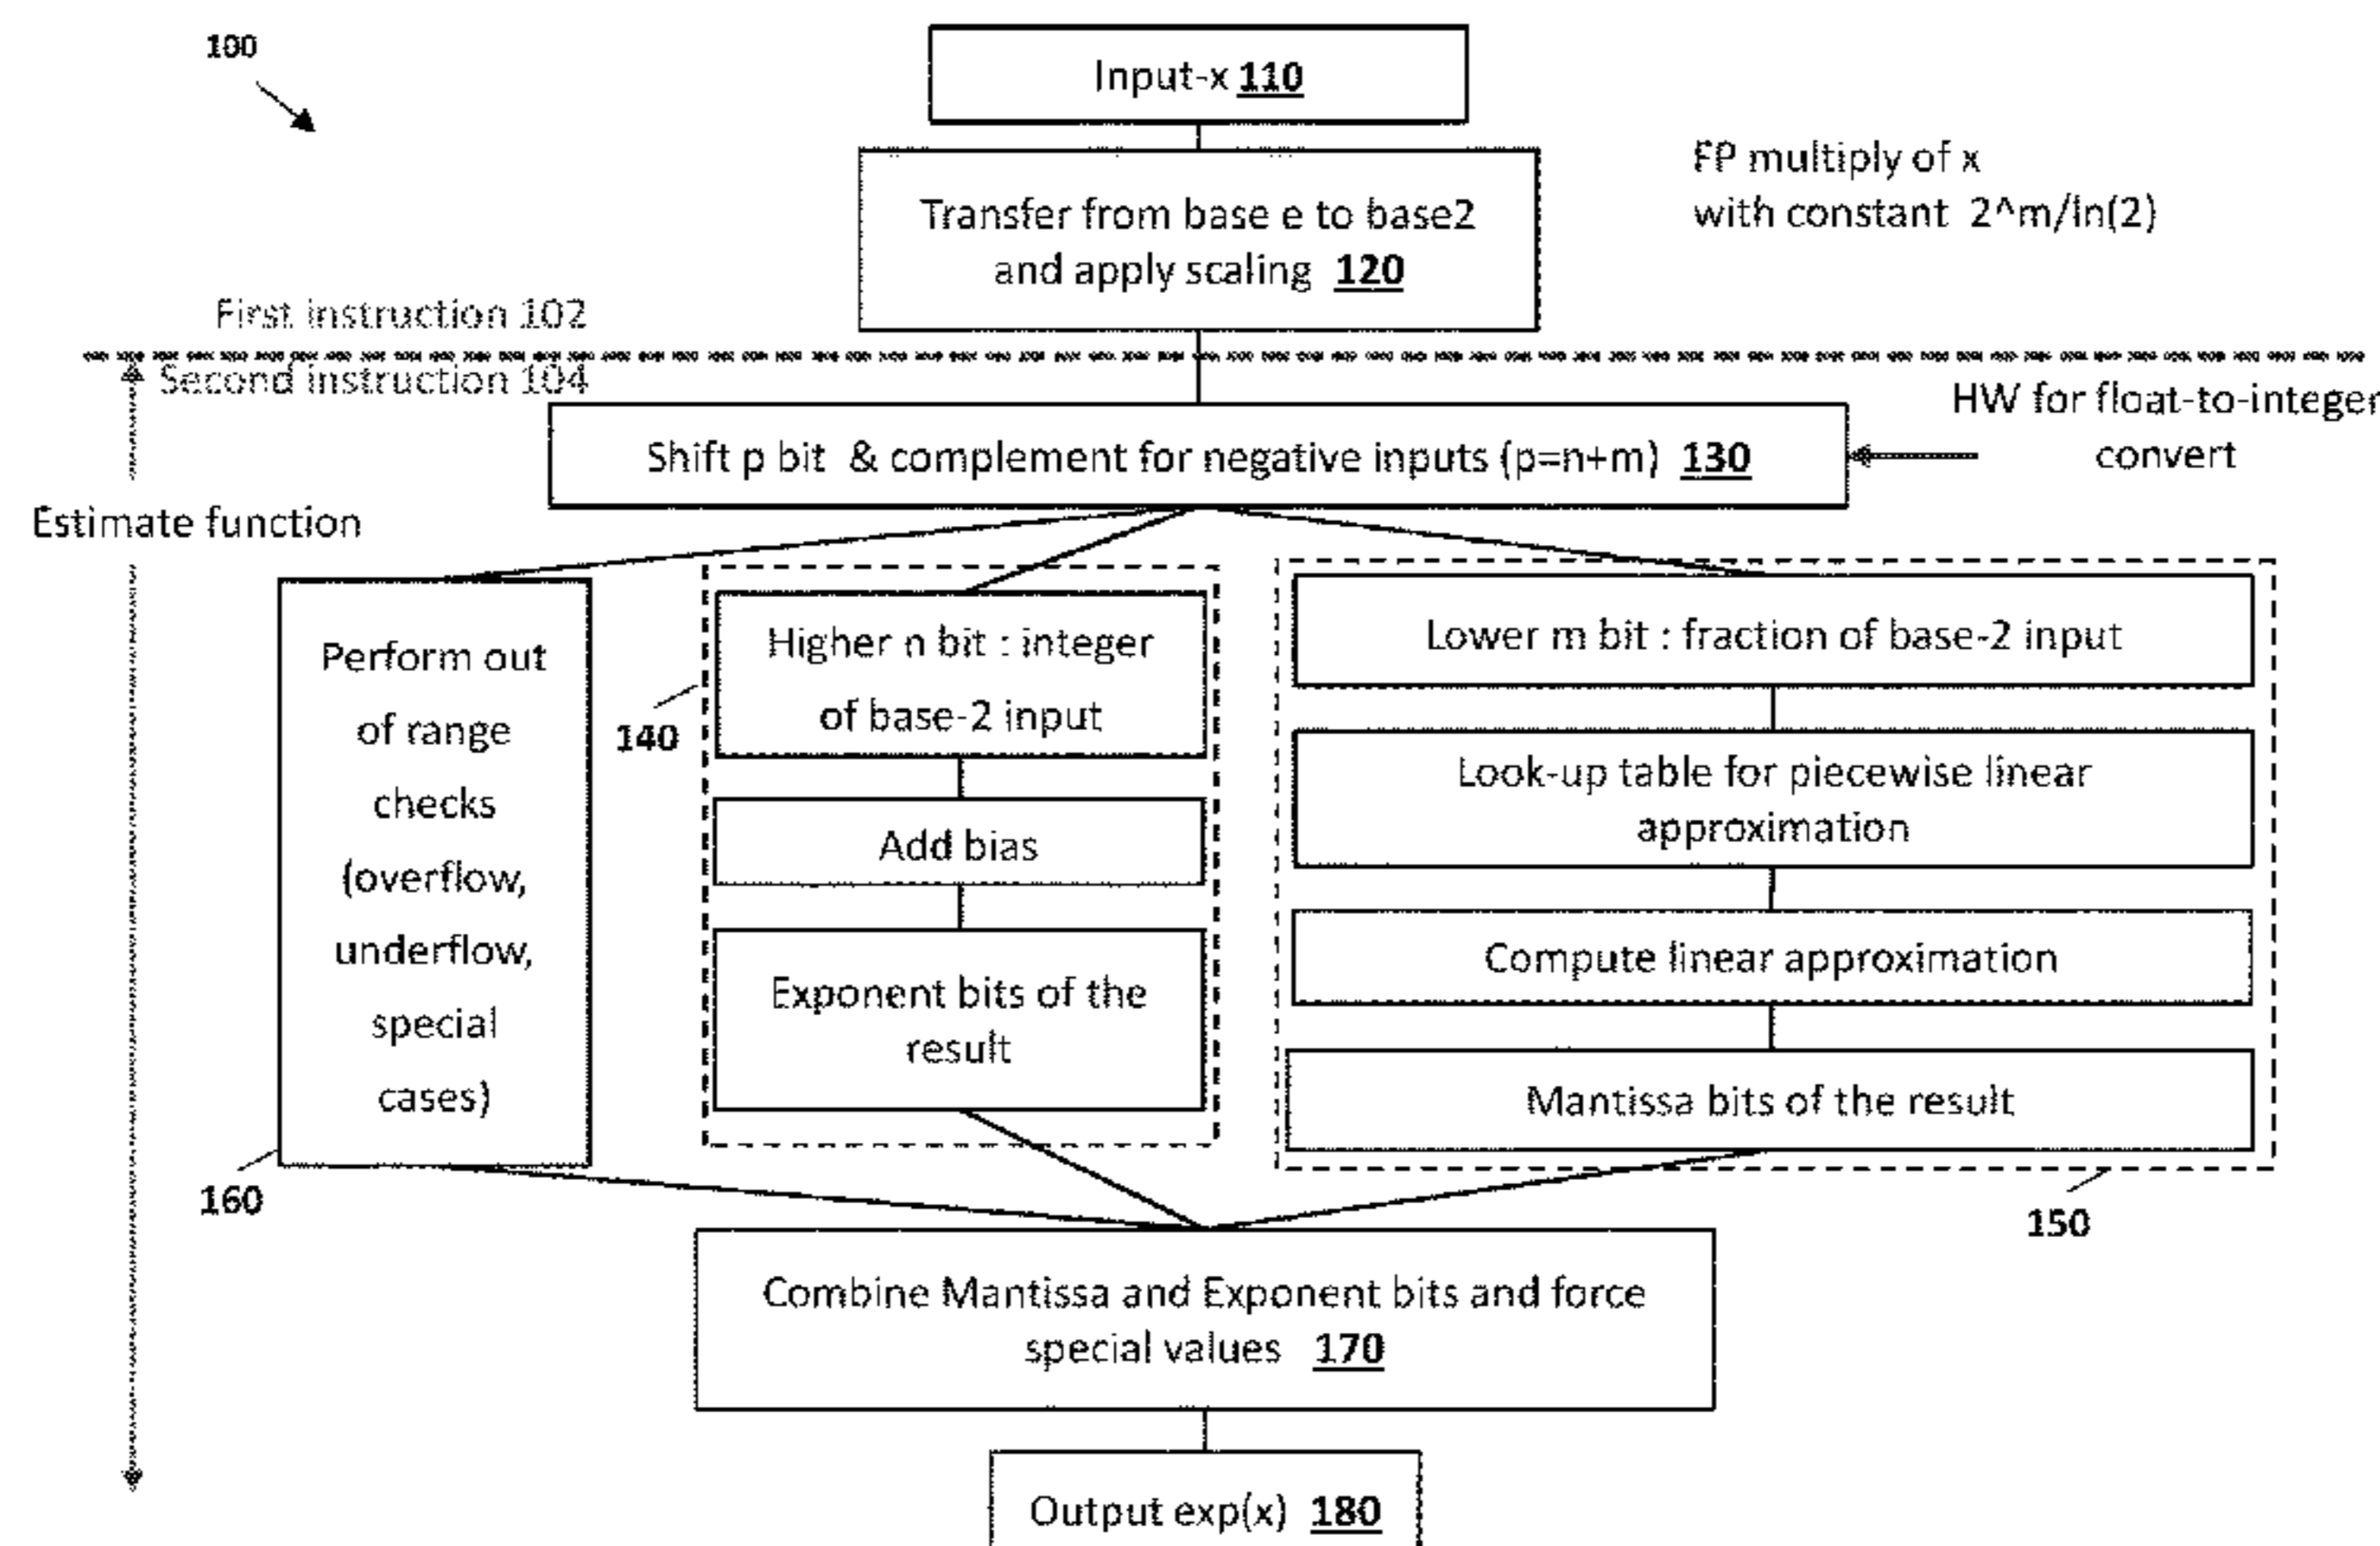 100
Input-x 110
FP multiply of x
with constant 2^m/ln(2)
Transfer from base e to base2
and apply scaling 120
First instruction 102
Second instruction 104
HW for float-to-integer
convert
Shift p bit & complement for negative inputs (p=n+m) 130
Estimate function
Perform out
of range
checks
(overflow,
underflow,
special
cases)
160
140
Higher n bit : integer
of base-2 input
Add bias
Exponent bits of the
result
Lower m bit : fraction of base-2 input
Look-up table for piecewise linear
approximation
Compute linear approximation
Mantissa bits of the result
150
Combine Mantissa and Exponent bits and force
special values 170
Output exp(x) 180